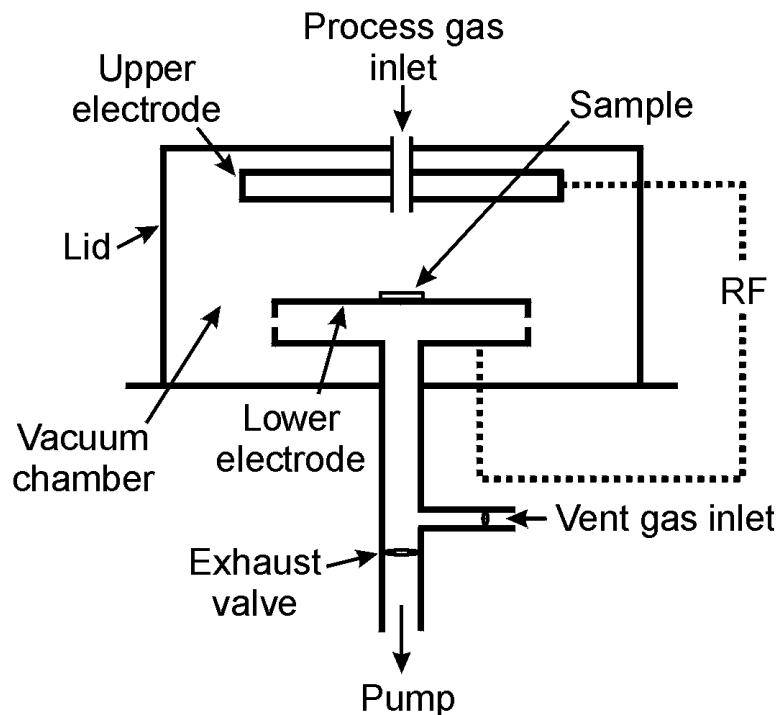 Process gas
inlet
Upper
electrode
Sample
Lid
RF
Vacuum
chamber
Lower
electrode
Vent gas inlet
Exhaust
valve
Pump